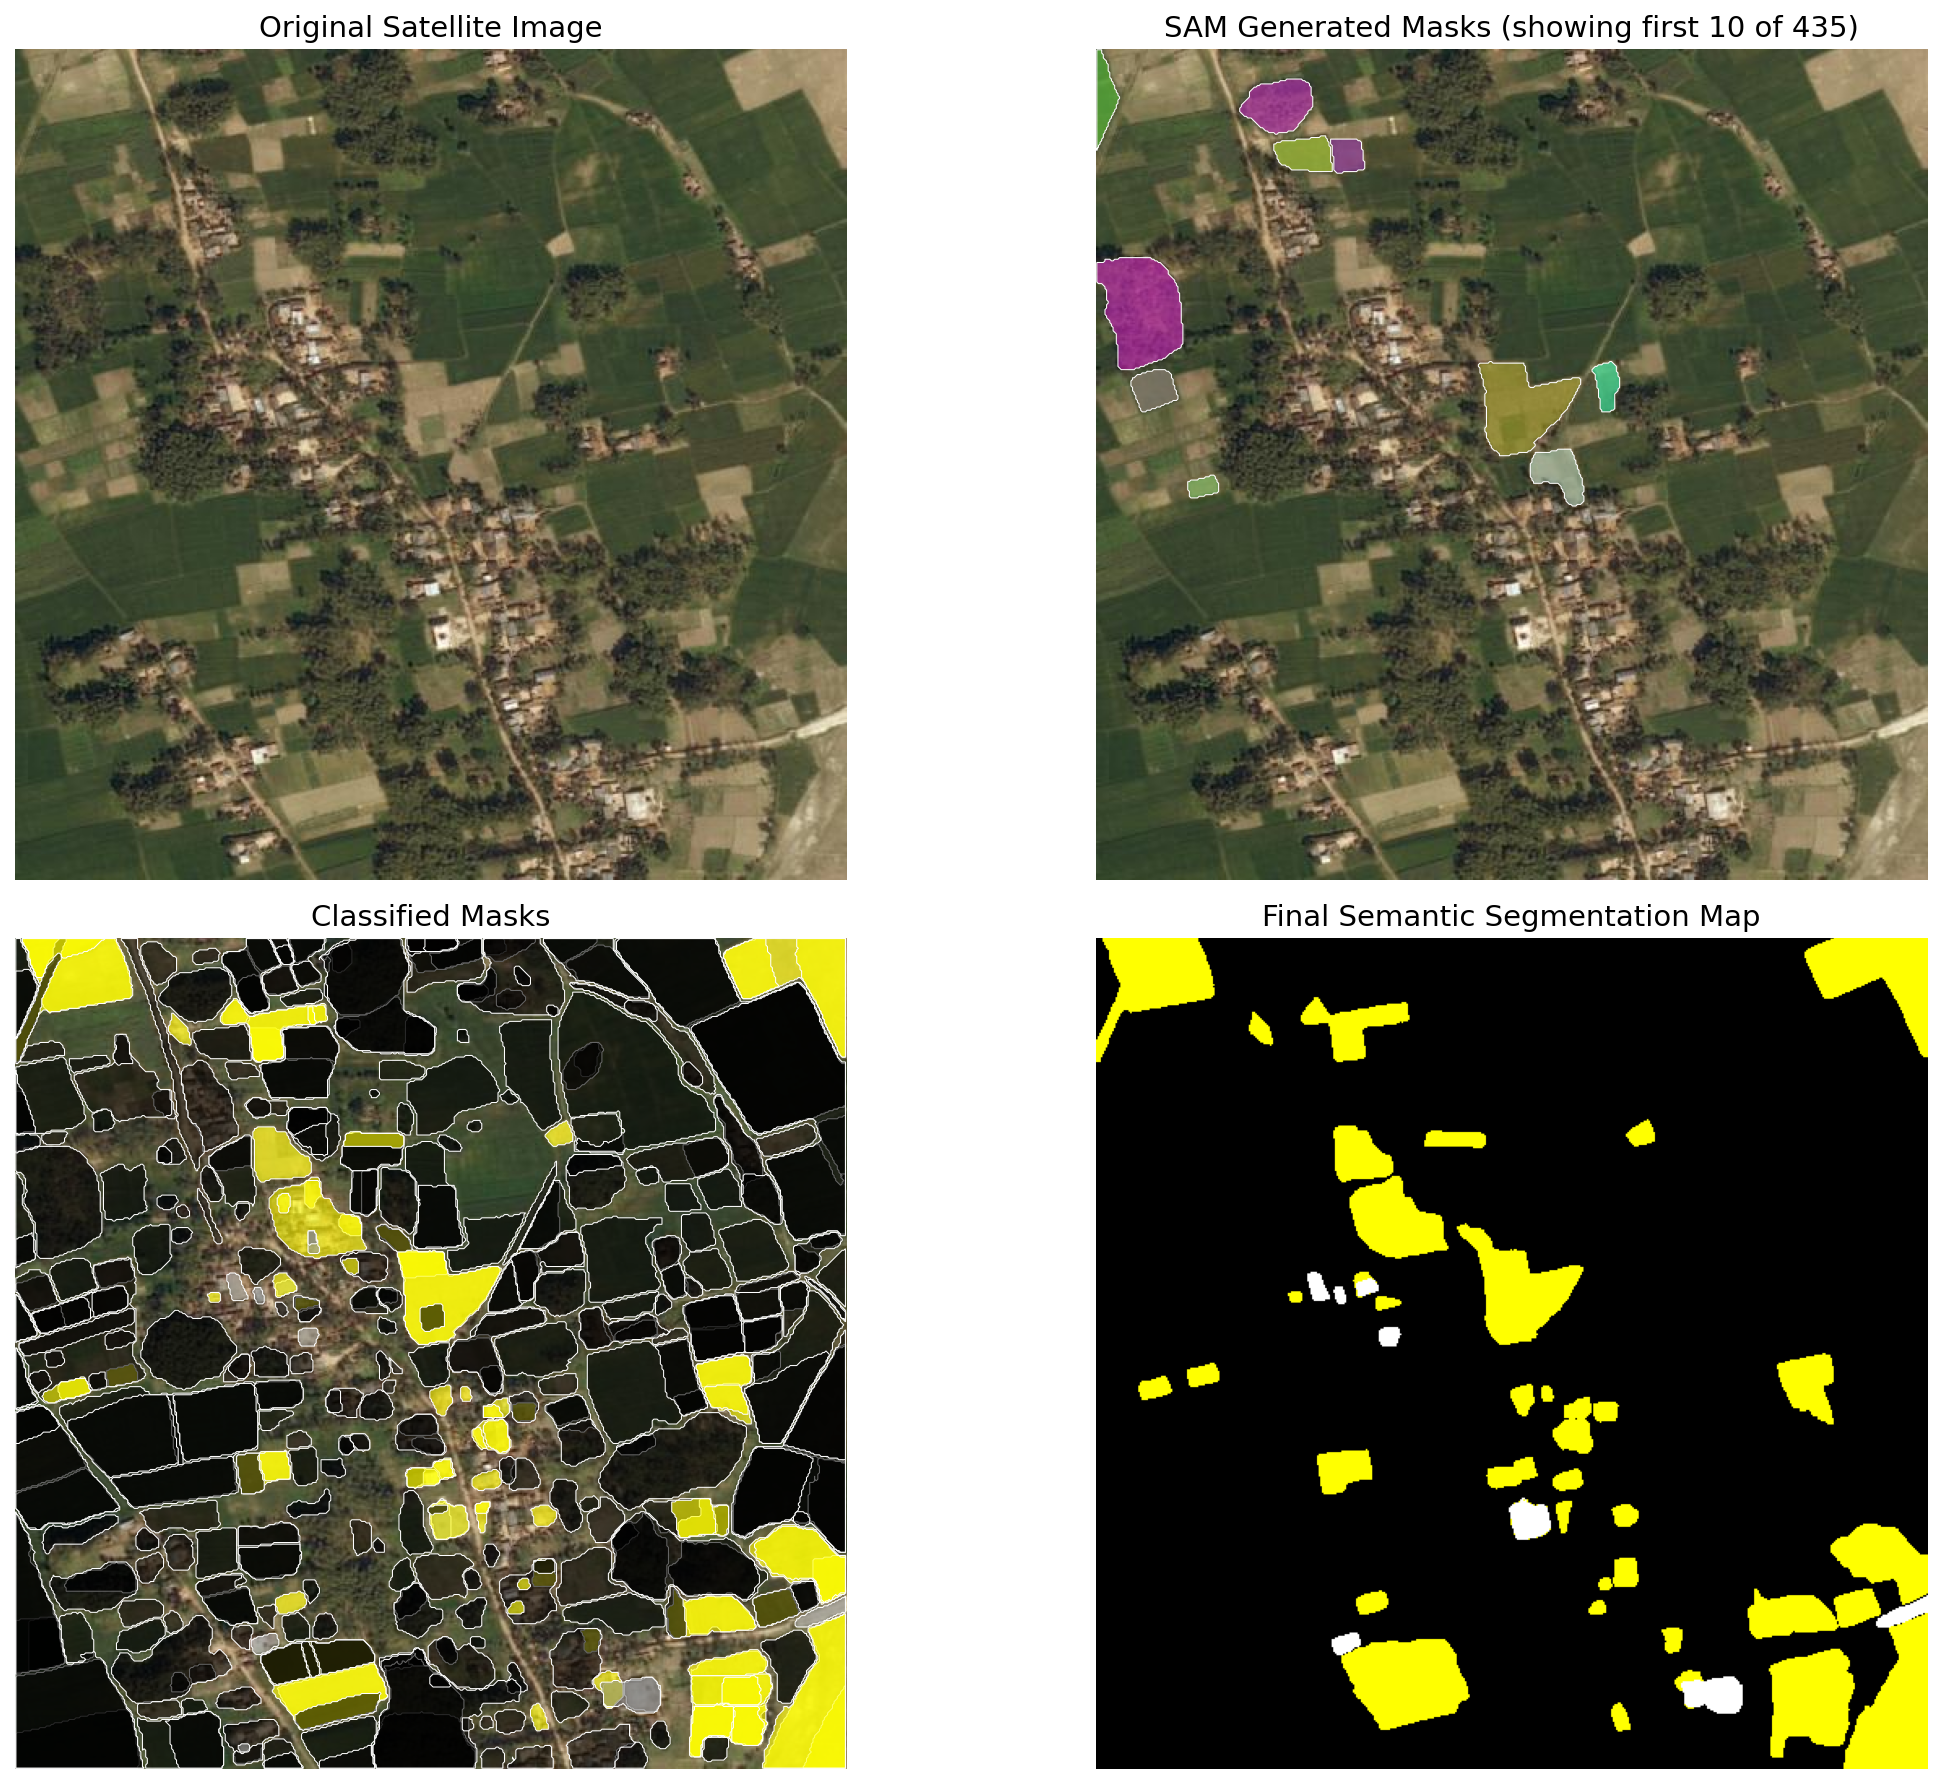 Original Satellite Image
SAM Generated Masks (showing first 10 of 435)
Classified Masks
Final Semantic Segmentation Map